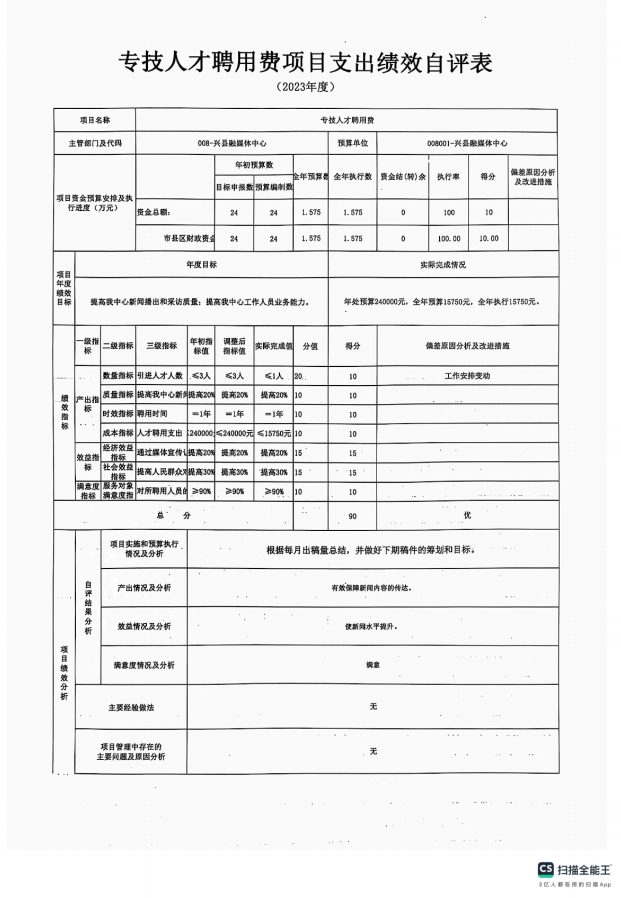 专技人才聘用费项目支出绩效自评表
（2023年度）
项目名称 专技人才聘用费
主管部门及代码 008-兴县融媒体中心 预算单位 008001-兴县融媒体中心
项目资金预算安排及执行进度（万元） 年初预算数 全年预算数 全年执行数 资金结(转)余 执行率 得分 偏差原因分析及改进措施
目标申报数 预算编制数
资金总额： 24 24 1.575 1.575 0 100 10
市县区财政资金 24 24 1.575 1.575 0 100.00 10.00
项目年度绩效目标 年度目标 实际完成情况
提高我中心新闻播出和采访质量；提高我中心工作人员业务能力。 年处预算240000元，全年预算15750元，全年执行15750元。
绩效指标 一级指标 二级指标 三级指标 年初指标值 调整后指标值 实际完成值 分值 得分 偏差原因分析及改进措施
产出指标 数量指标 引进人才人数 ≤3人 ≤3人 ≤1人 20 10 工作安排变动
质量指标 提高我中心新闻 提高20% 提高20% 提高20% 10 10
时效指标 聘用时间 ＝1年 ＝1年 ＝1年 10 10
成本指标 人才聘用支出 ≤240000 ≤240000元 ≤15750元 10 10
效益指标 经济效益指标 通过媒体宣传 提高20% 提高20% 提高20% 15 15
社会效益指标 提高人民群众 提高30% 提高30% 提高30% 15 15
满意度指标 服务对象满意度指 对所聘用人员的 ≥90% ≥90% ≥90% 10 10
总 分 90 优
项目绩效分析 自评结果分析 项目实施和预算执行情况及分析 根据每月出稿量总结，并做好下期稿件的筹划和目标。
产出情况及分析 有效保障新闻内容的传达。
效益情况及分析 使新闻水平提升。
满意度情况及分析 满意
主要经验做法 无
项目管理中存在的主要问题及原因分析 无
CS 扫描全能王
3亿人都在用的扫描App